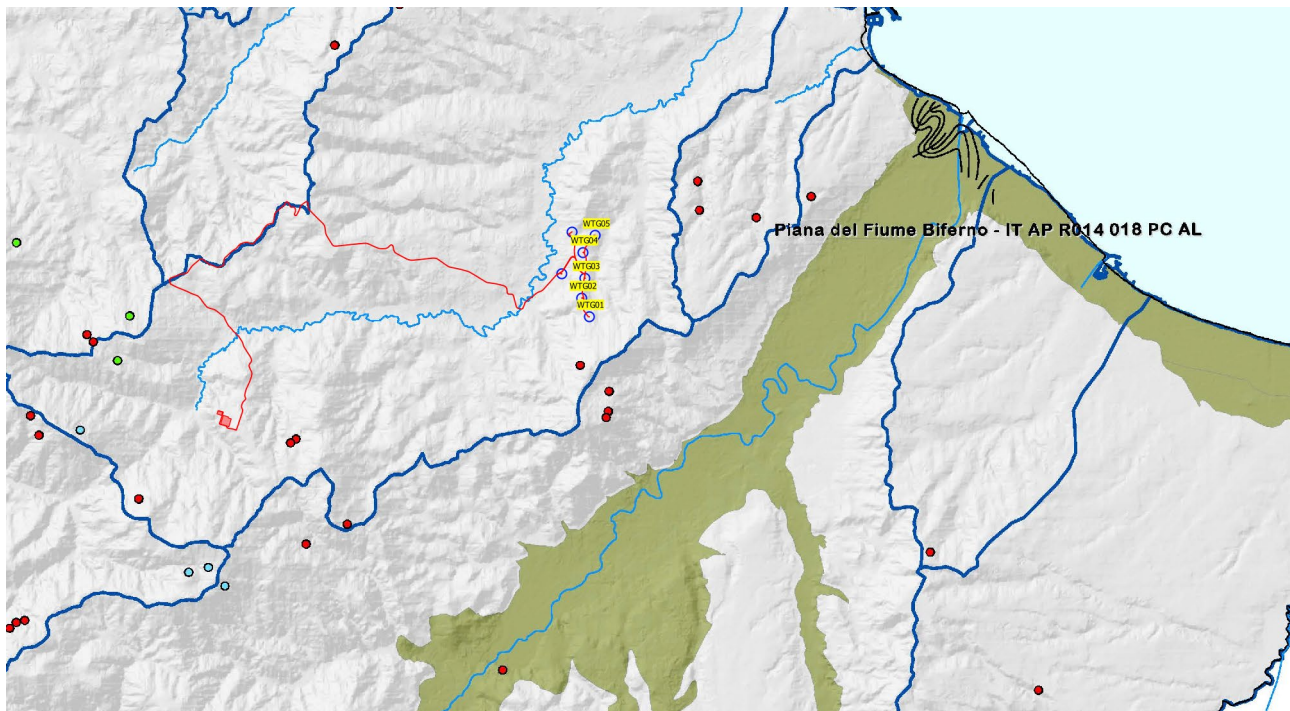 WTG05
WTG04
Piana del Fiume Biferno - IT AP R014 018 PC AL
WTG03
WTG02
WTG01